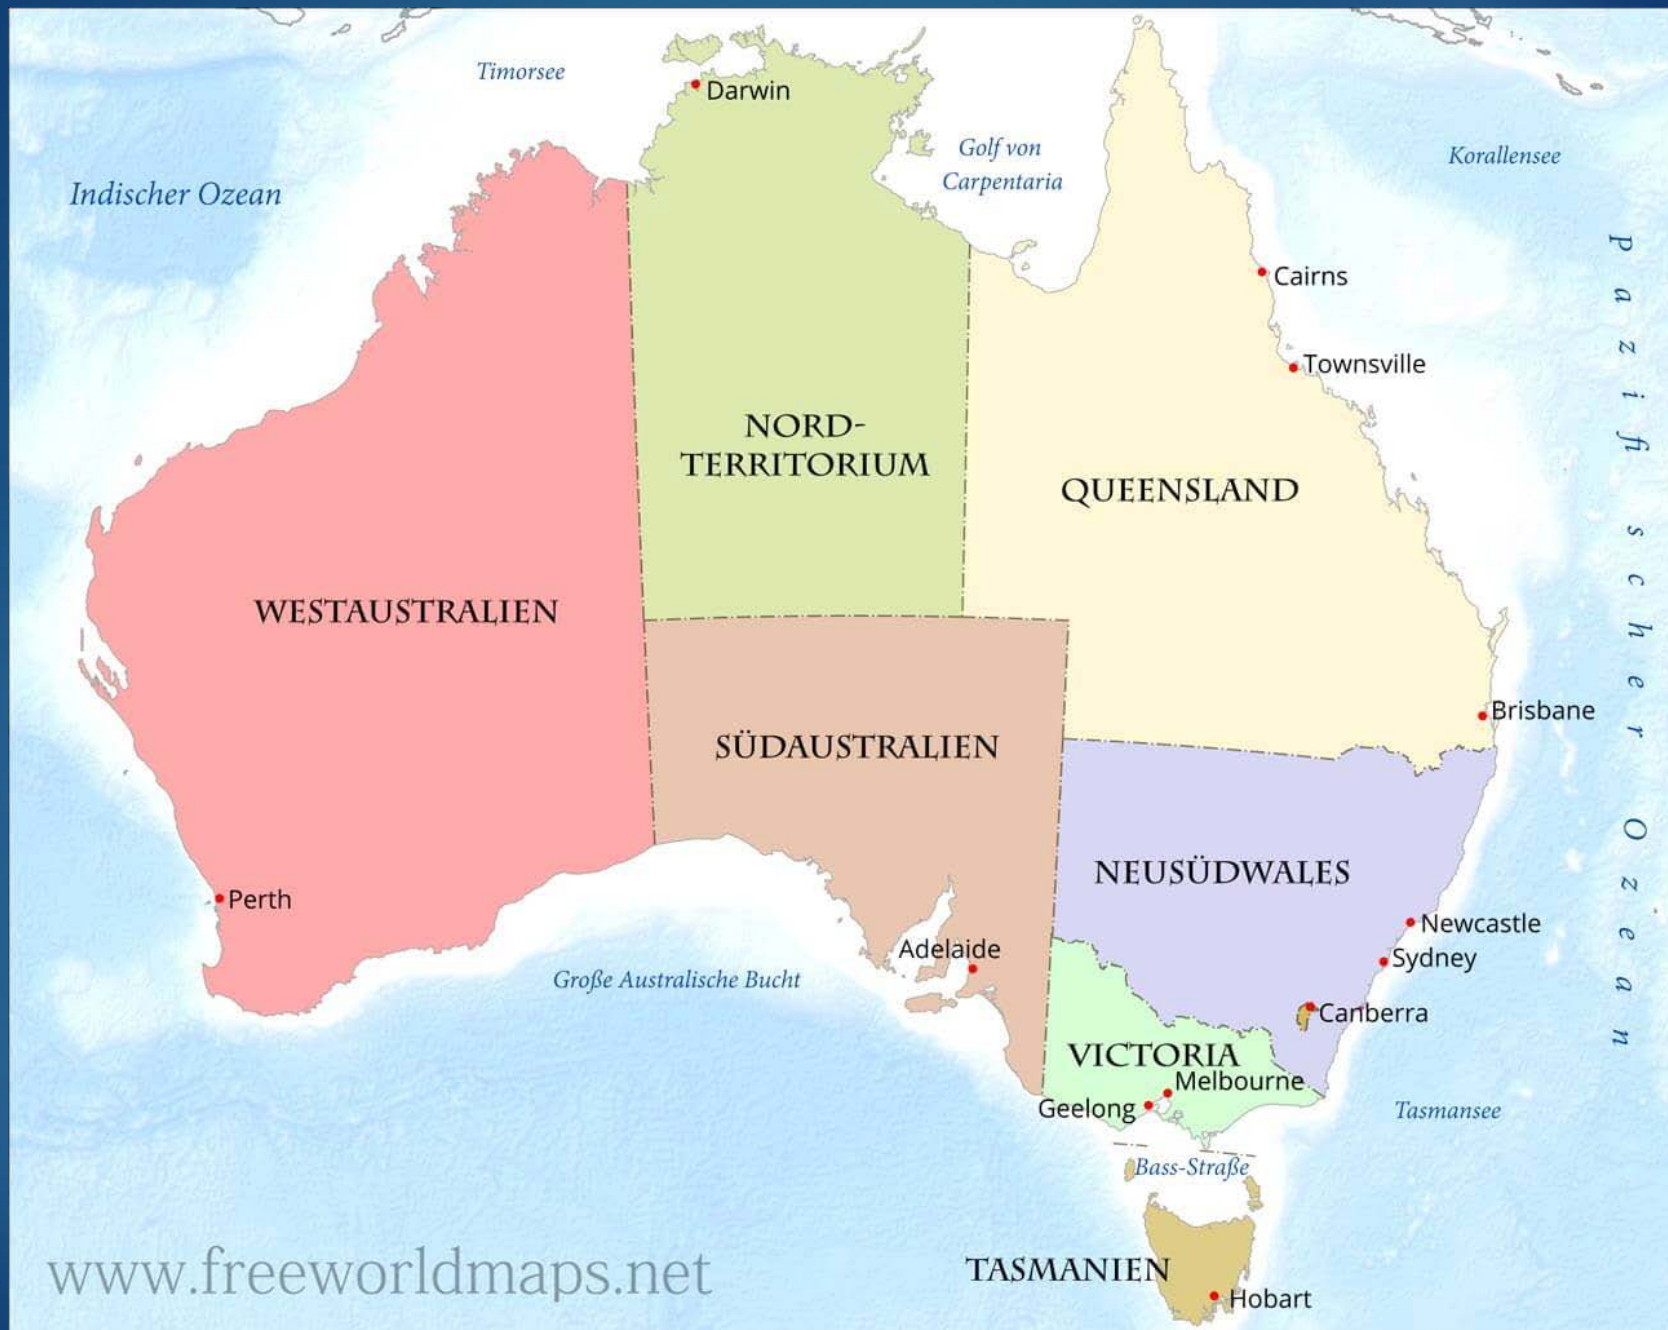 Timorsee
Darwin
Indischer Ozean
Golf von
Carpentaria
Korallensee
Pazifischer Ozean
Cairns
Townsville
NORD-
TERRITORIUM
QUEENSLAND
WESTAUSTRALIEN
SÜDAUSTRALIEN
Brisbane
NEUSÜDWALES
Perth
Newcastle
Adelaide
Sydney
Große Australische Bucht
Canberra
VICTORIA
Melbourne
Geelong
Tasmansee
Bass-Straße
TASMANIEN
www.freeworldmaps.net
Hobart